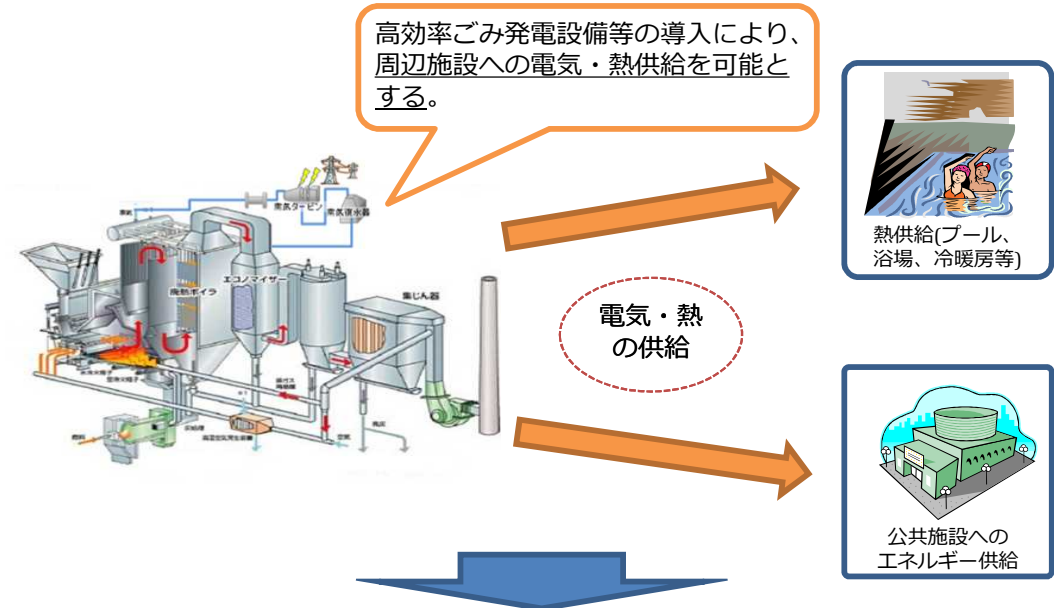 高効率ごみ発電設備等の導入により、
周辺施設への電気・熱供給を可能と
する。
蒸気タービン
蒸気復水器
エコノマイザー
廃熱ボイラ
集じん器
電気・熱
の供給
熱供給(プール、
浴場、冷暖房等)
公共施設への
エネルギー供給